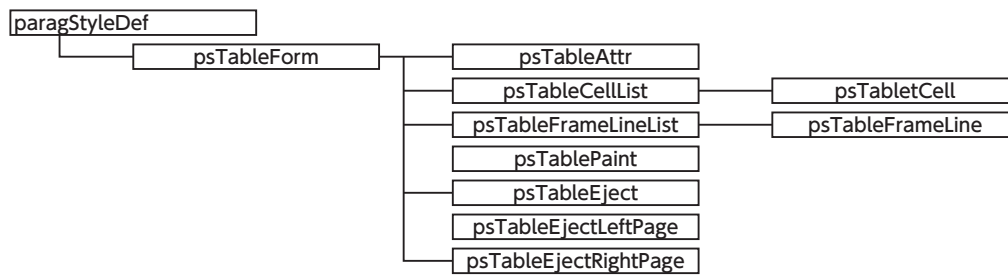 paragStyleDef
psTableForm
psTableAttr
psTableCellList
psTabletCell
psTableFrameLineList
psTableFrameLine
psTablePaint
psTableEject
psTableEjectLeftPage
psTableEjectRightPage